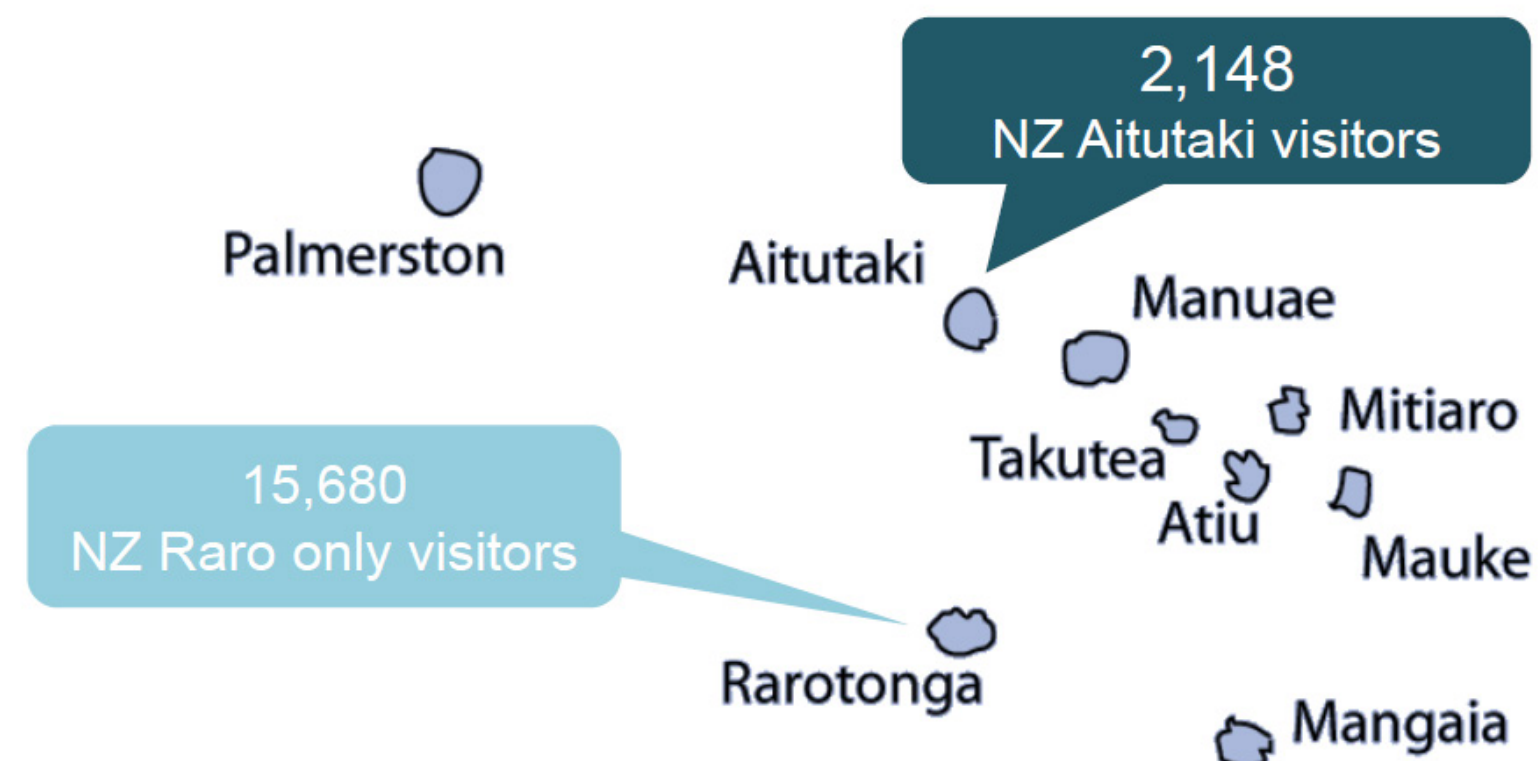 2,148
NZ Aitutaki visitors
Palmerston
Aitutaki
Manuae
Mitiaro
Takutea
Atiu
Mauke
15,680
NZ Raro only visitors
Rarotonga
Mangaia